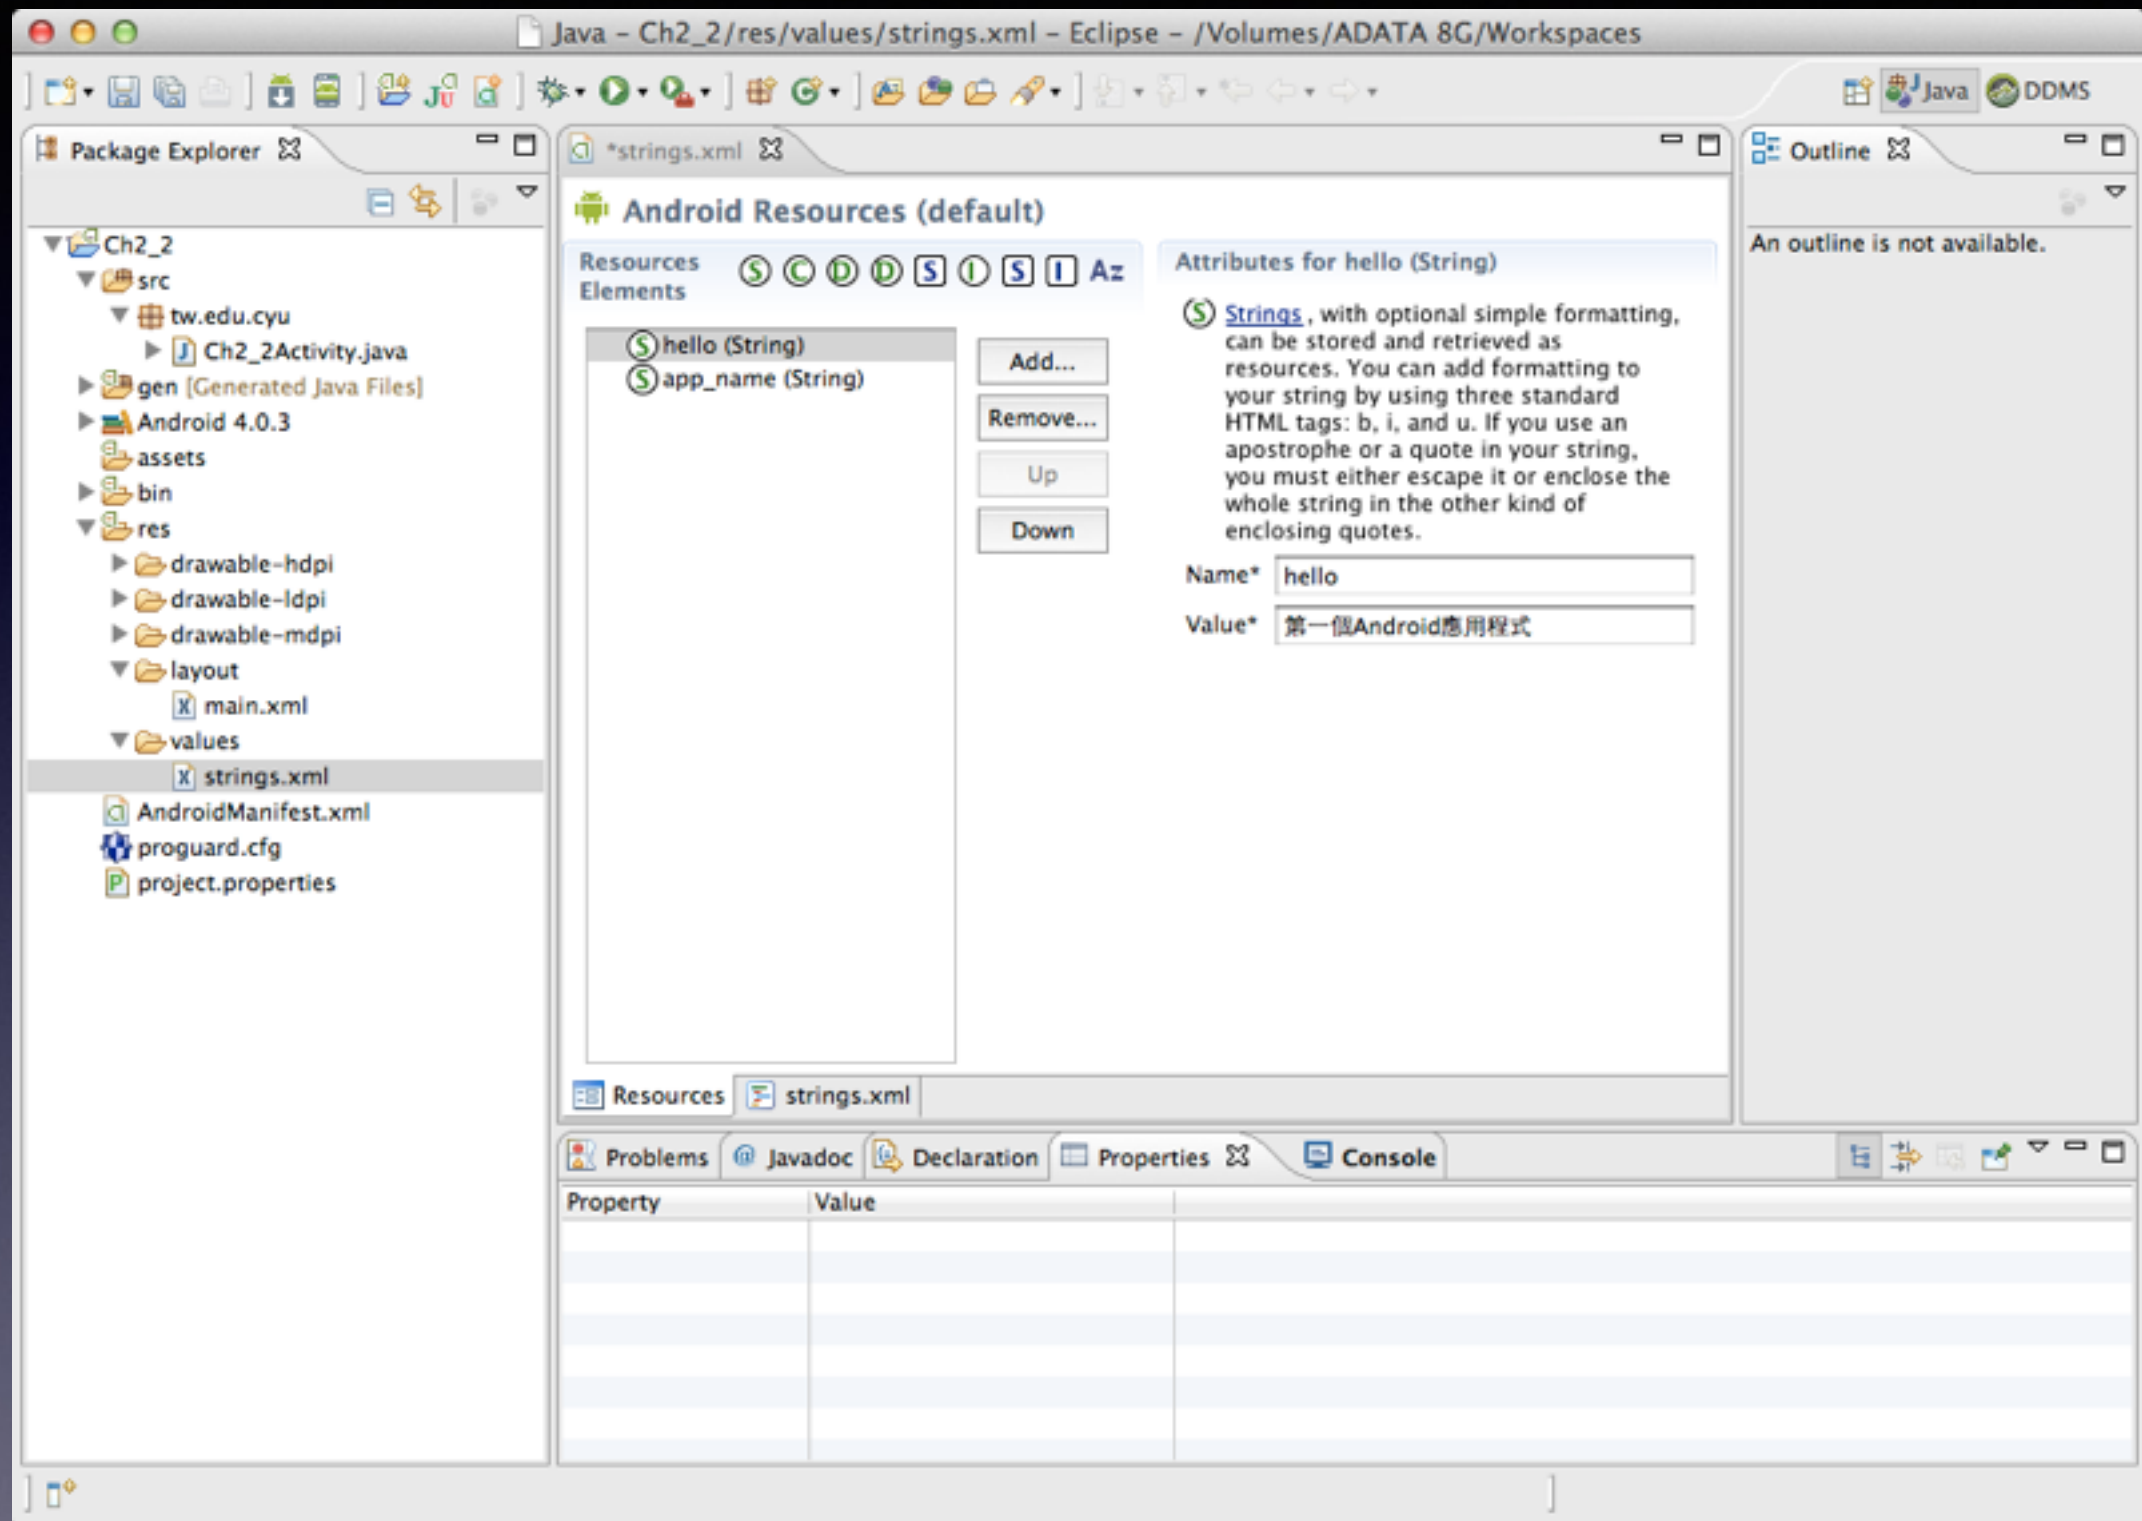 Java – Ch2_2/res/values/strings.xml – Eclipse – /Volumes/ADATA 8G/Workspaces
Java
DDMS
Package Explorer
Ch2_2
src
tw.edu.cyu
Ch2_2Activity.java
gen [Generated Java Files]
Android 4.0.3
assets
bin
res
drawable-hdpi
drawable-ldpi
drawable-mdpi
layout
main.xml
values
strings.xml
AndroidManifest.xml
proguard.cfg
project.properties
*strings.xml
Android Resources (default)
Resources
Elements
S C D D S I S I Az
hello (String)
app_name (String)
Add...
Remove...
Up
Down
Attributes for hello (String)
Strings , with optional simple formatting,
can be stored and retrieved as
resources. You can add formatting to
your string by using three standard
HTML tags: b, i, and u. If you use an
apostrophe or a quote in your string,
you must either escape it or enclose the
whole string in the other kind of
enclosing quotes.
Name* hello
Value* 第一個Android應用程式
Resources
strings.xml
Outline
An outline is not available.
Problems
@ Javadoc
Declaration
Properties
Console
Property Value